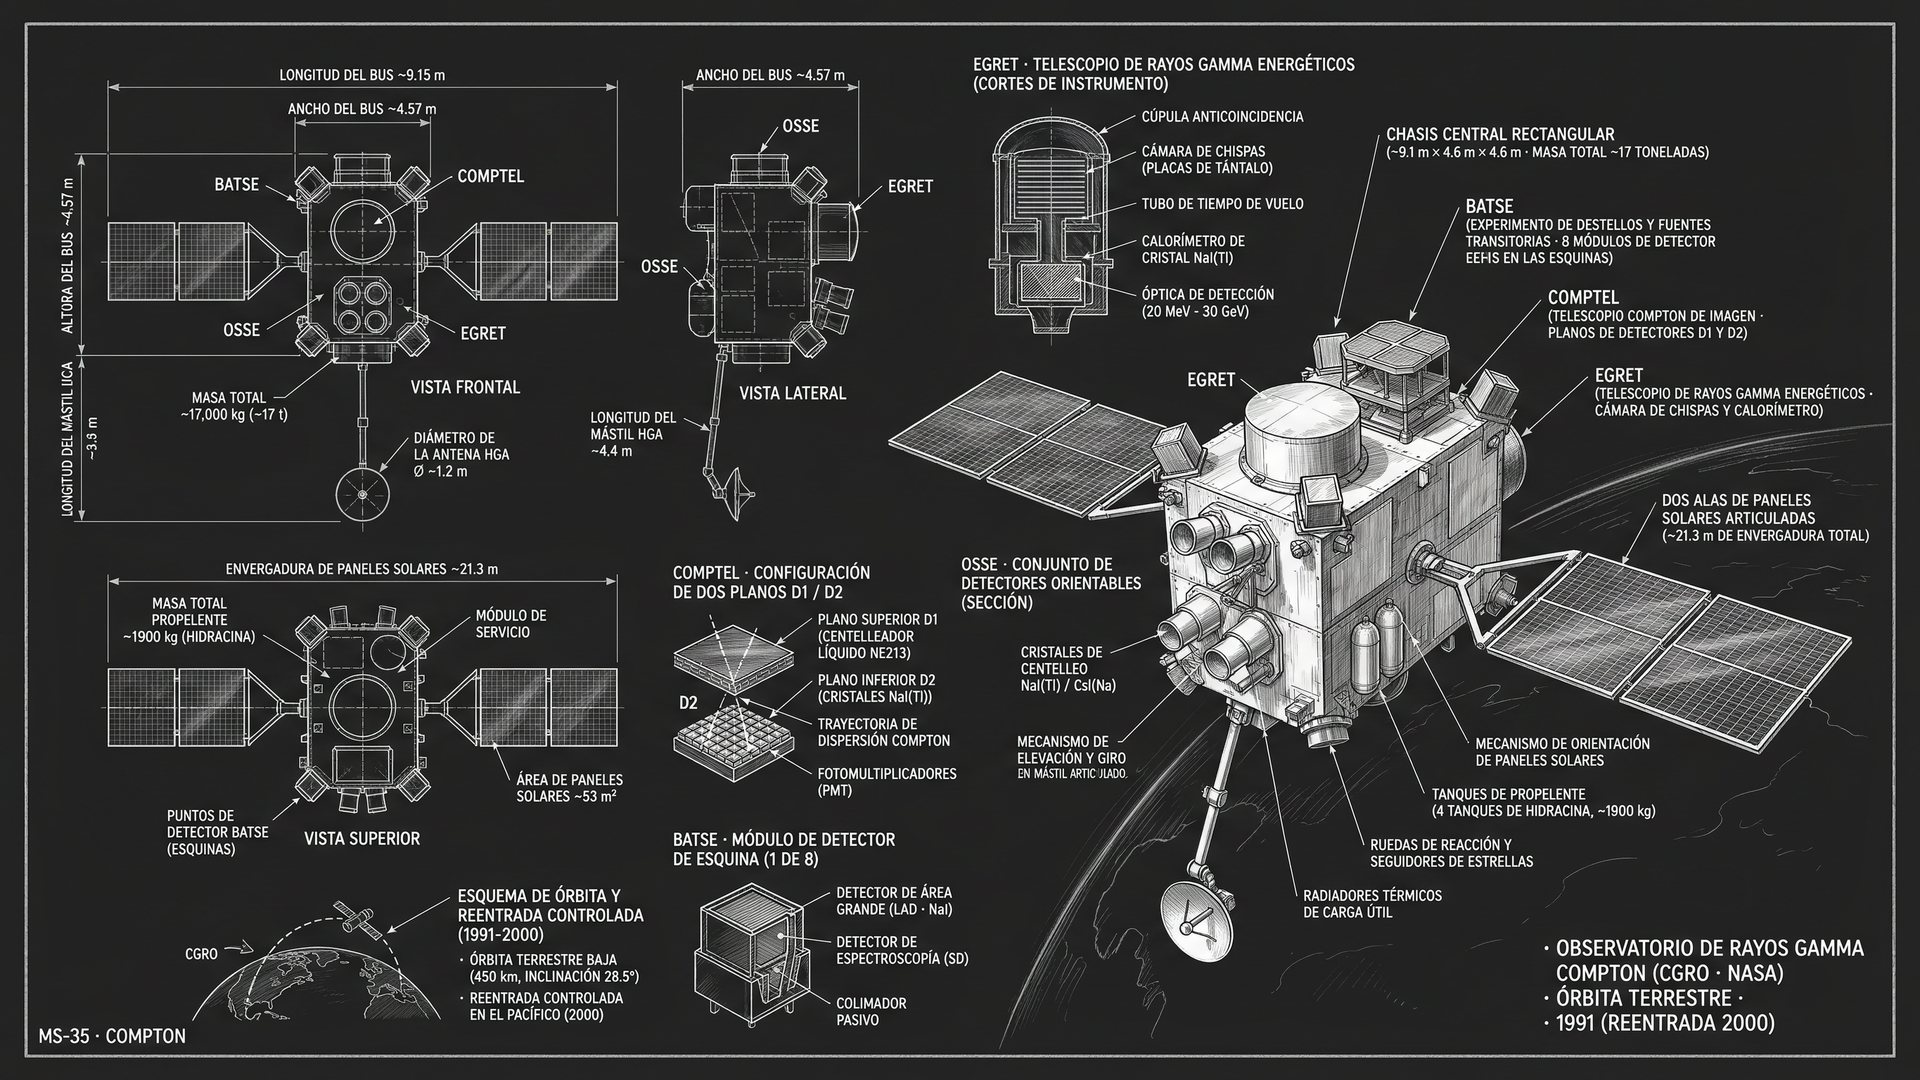 LONGITUD DEL BUS ~9.15 m
ANCHO DEL BUS ~4.57 m
ALTORA DEL BUS ~4.57 m
LONGITUD DEL MÁSTIL LICA
~3.8 m
BATSE
COMPTEL
OSSE
EGRET
MASA TOTAL
~17,000 kg (~17 t)
VISTA FRONTAL
DIÁMETRO DE
LA ANTENA HGA
Ø ~1.2 m
ANCHO DEL BUS ~4.57 m
OSSE
EGRET
OSSE
VISTA LATERAL
LONGITUD DEL
MÁSTIL HGA
~4.4 m
EGRET · TELESCOPIO DE RAYOS GAMMA ENERGÉTICOS
(CORTES DE INSTRUMENTO)
CÚPULA ANTICOINCIDENCIA
CÁMARA DE CHISPAS
(PLACAS DE TÁNTALO)
TUBO DE TIEMPO DE VUELO
CALORÍMETRO DE
CRISTAL NaI(Tl)
ÓPTICA DE DETECCIÓN
(20 MeV - 30 GeV)
CHASIS CENTRAL RECTANGULAR
(~9.1 m × 4.6 m × 4.6 m · MASA TOTAL ~17 TONELADAS)
BATSE
(EXPERIMENTO DE DESTELLOS Y FUENTES
TRANSITORIAS · 8 MÓDULOS DE DETECTOR
EN LAS ESQUINAS)
COMPTEL
(TELESCOPIO COMPTON DE IMAGEN ·
PLANOS DE DETECTORES D1 Y D2)
EGRET
EGRET
(TELESCOPIO DE RAYOS GAMMA ENERGÉTICOS ·
CÁMARA DE CHISPAS Y CALORÍMETRO)
DOS ALAS DE PANELES
SOLARES ARTICULADAS
(~21.3 m DE ENVERGADURA TOTAL)
OSSE · CONJUNTO DE
DETECTORES ORIENTABLES
(SECCIÓN)
CRISTALES DE
CENTELLEO
NaI(Tl) / CsI(Na)
MECANISMO DE
ELEVACIÓN Y GIRO
EN MÁSTIL
MECANISMO DE ORIENTACIÓN
DE PANELES SOLARES
TANQUES DE PROPELENTE
(4 TANQUES DE HIDRACINA, ~1900 kg)
RUEDAS DE REACCIÓN Y
SEGUIDORES DE ESTRELLAS
RADIADORES TÉRMICOS
DE CARGA ÚTIL
ENVERGADURA DE PANELES SOLARES ~21.3 m
MASA TOTAL
PROPELENTE
~1900 kg (HIDRACINA)
MÓDULO DE
SERVICIO
ÁREA DE PANELES
SOLARES ~53 m²
PUNTOS DE
DETECTOR BATSE
(ESQUINAS)
VISTA SUPERIOR
COMPTEL · CONFIGURACIÓN
DE DOS PLANOS D1 / D2
PLANO SUPERIOR D1
(CENTELLEADOR
LÍQUIDO NE213)
PLANO INFERIOR D2
(CRISTALES NaI(Tl))
D2
TRAYECTORIA DE
DISPERSIÓN COMPTON
FOTOMULTIPLICADORES
(PMT)
BATSE · MÓDULO DE DETECTOR
DE ESQUINA (1 DE 8)
DETECTOR DE ÁREA
GRANDE (LAD · NaI)
DETECTOR DE
ESPECTROSCOPÍA (SD)
COLIMADOR
PASIVO
CGRO
ESQUEMA DE ÓRBITA Y
REENTRADA CONTROLADA
(1991-2000)
· ÓRBITA TERRESTRE BAJA
(450 km, INCLINACIÓN 28.5°)
· REENTRADA CONTROLADA
EN EL PACÍFICO (2000)
MS-35 · COMPTON
· OBSERVATORIO DE RAYOS GAMMA
COMPTON (CGRO · NASA)
· ÓRBITA TERRESTRE ·
· 1991 (REENTRADA 2000)